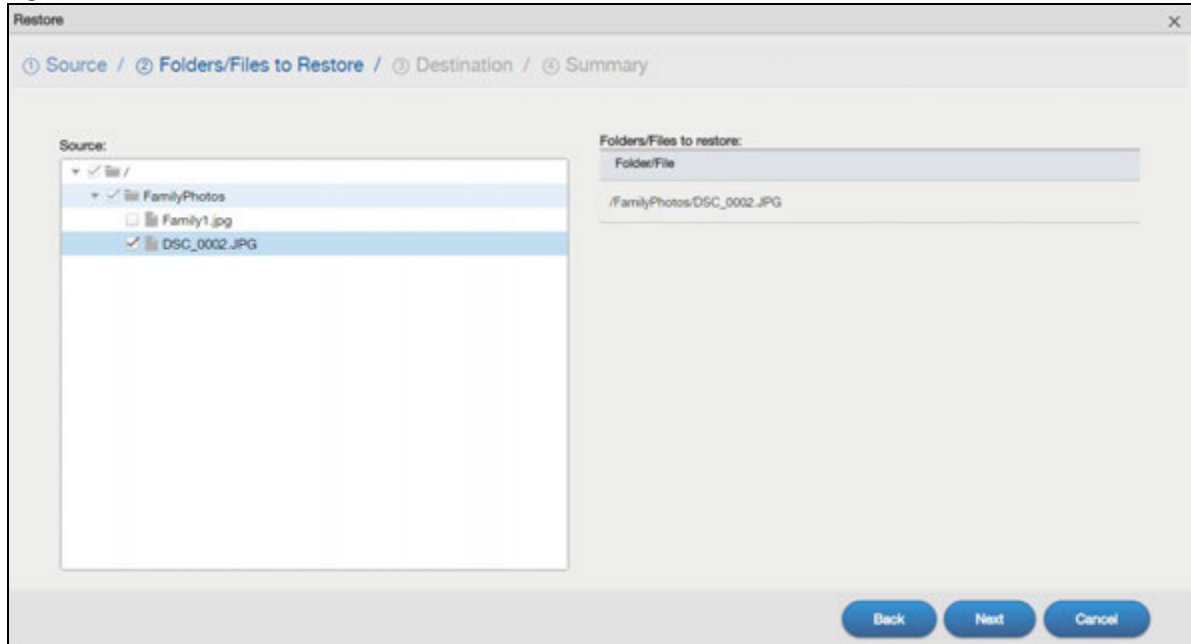 Restore
① Source / ② Folders/Files to Restore / ③ Destination / ④ Summary
Source:
/
FamilyPhotos
Family1.jpg
DSC_0002.JPG
Folders/Files to restore:
Folder/File
/FamilyPhotos/DSC_0002.JPG
Back Next Cancel